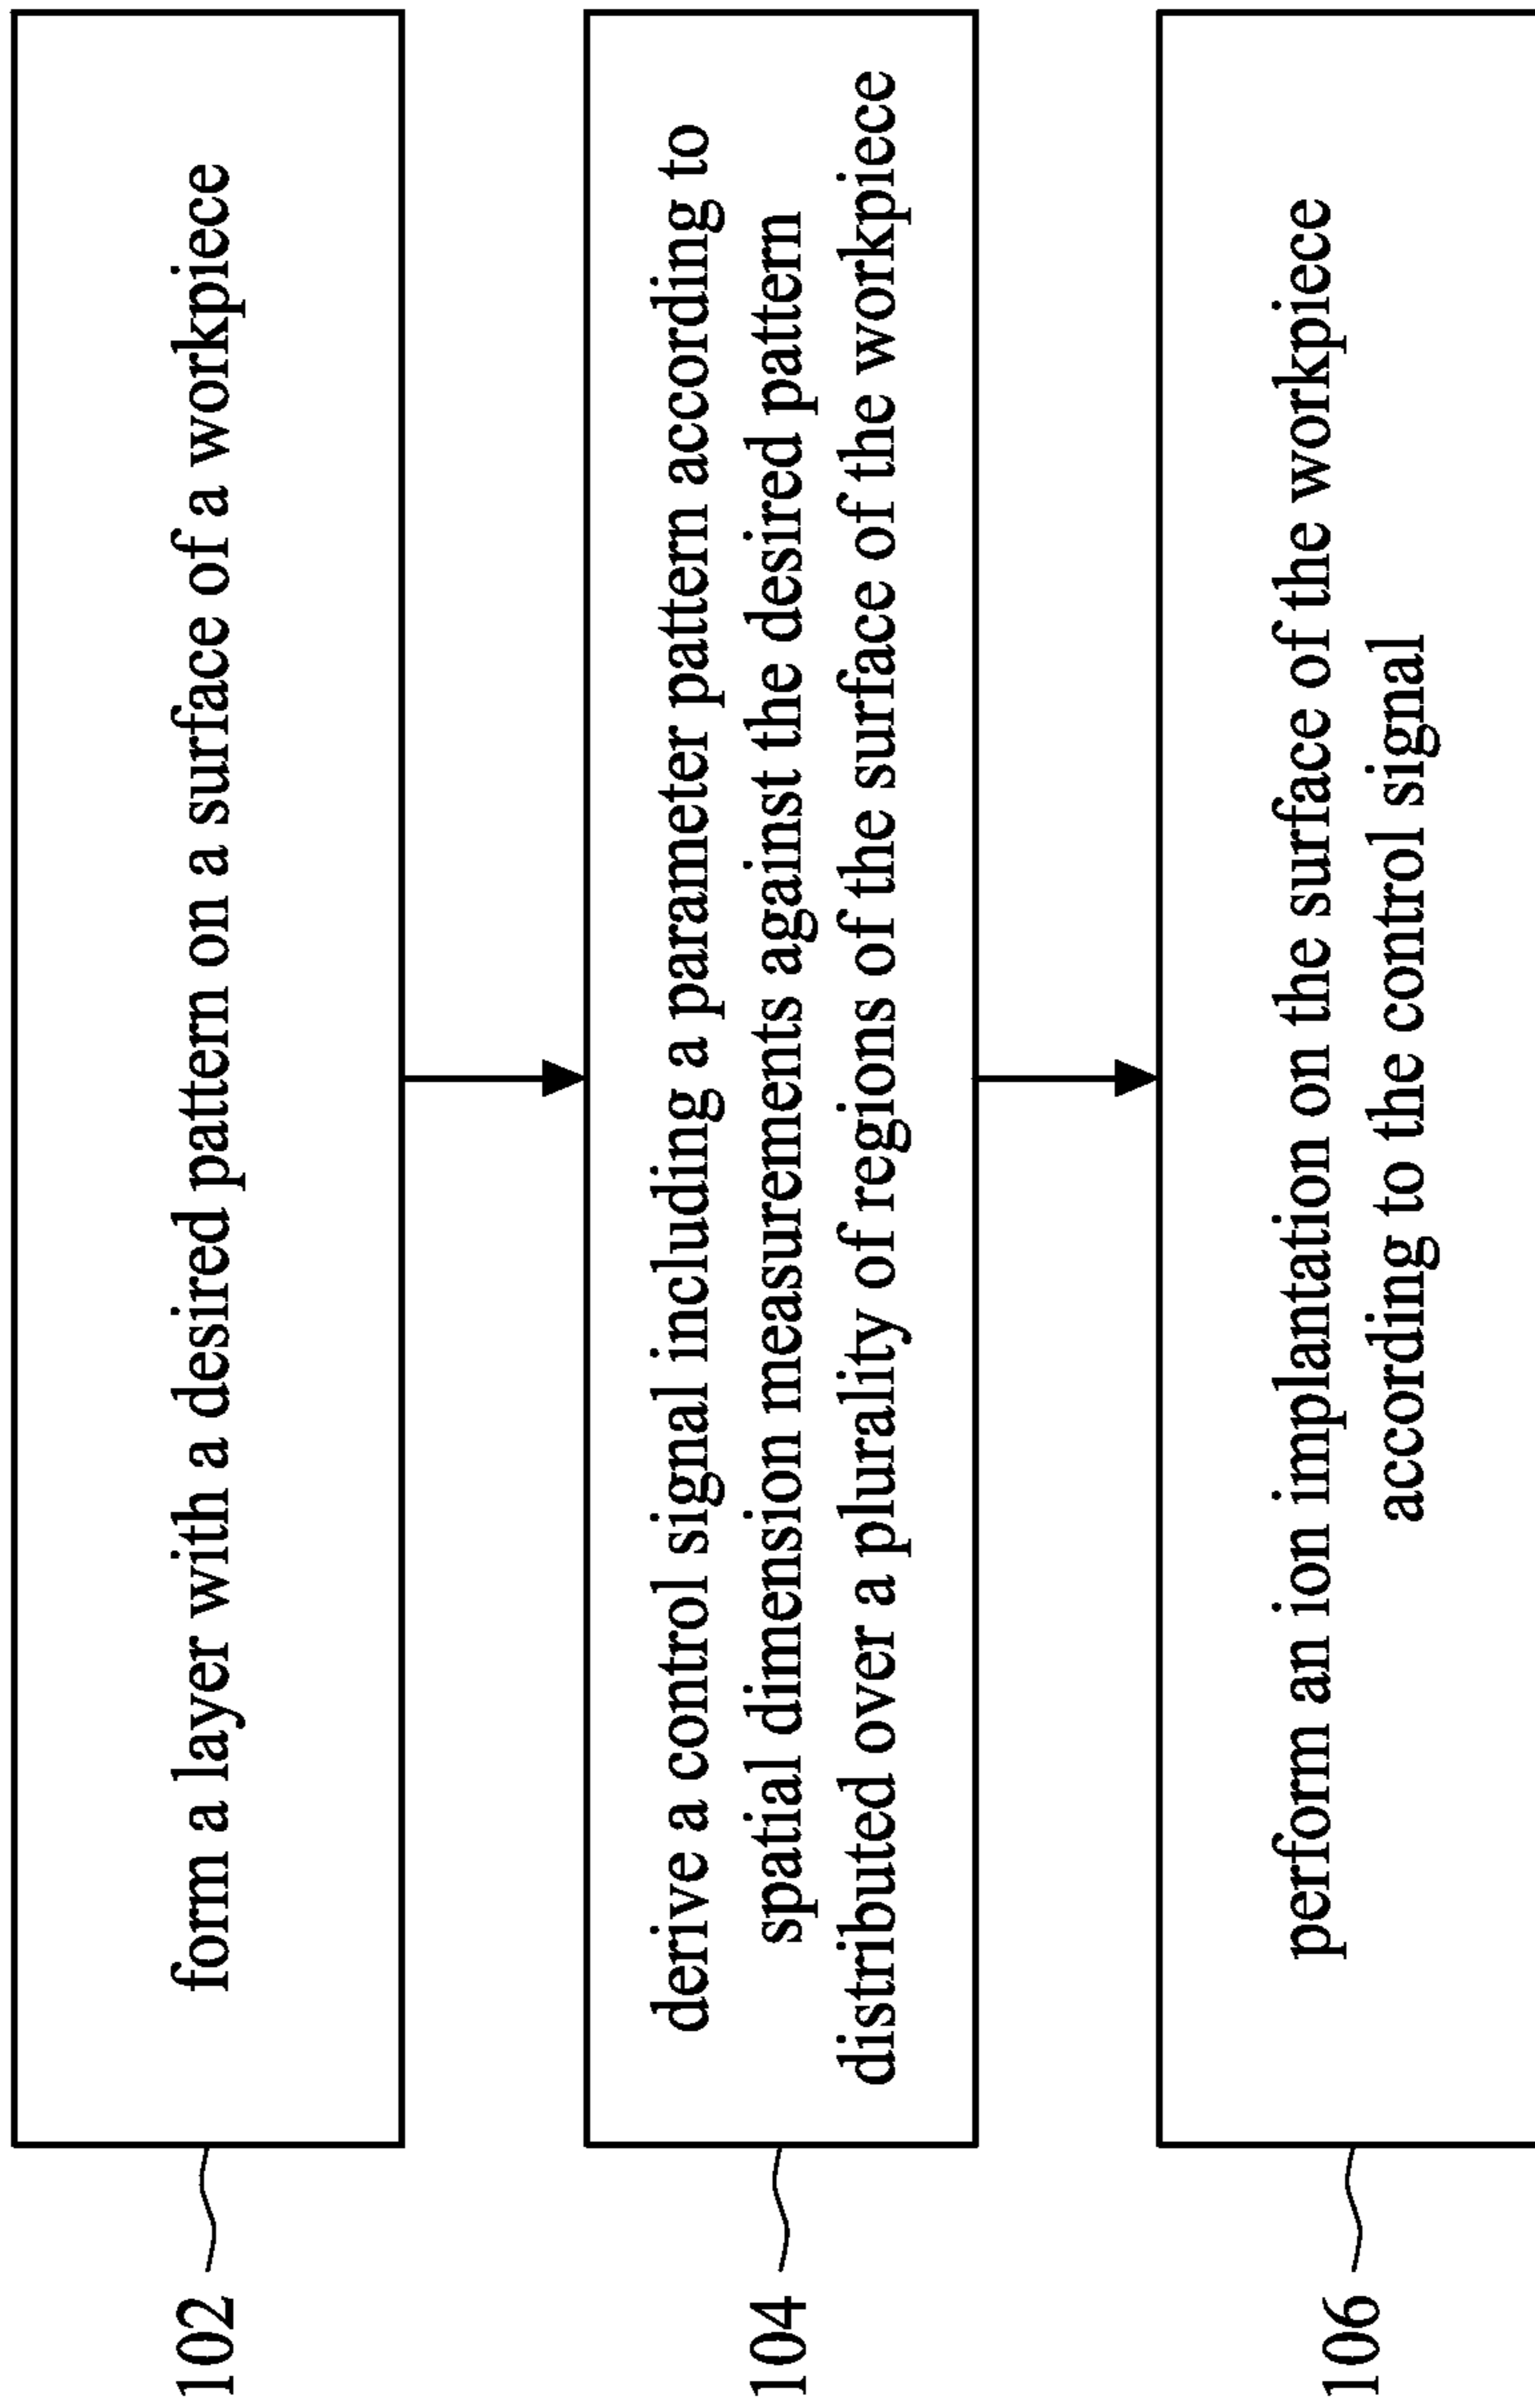 102
form a layer with a desired pattern on a surface of a workpiece
104
derive a control signal including a parameter pattern according to
spatial dimension measurements against the desired pattern
distributed over a plurality of regions of the surface of the workpiece
106
perform an ion implantation on the surface of the workpiece
according to the control signal